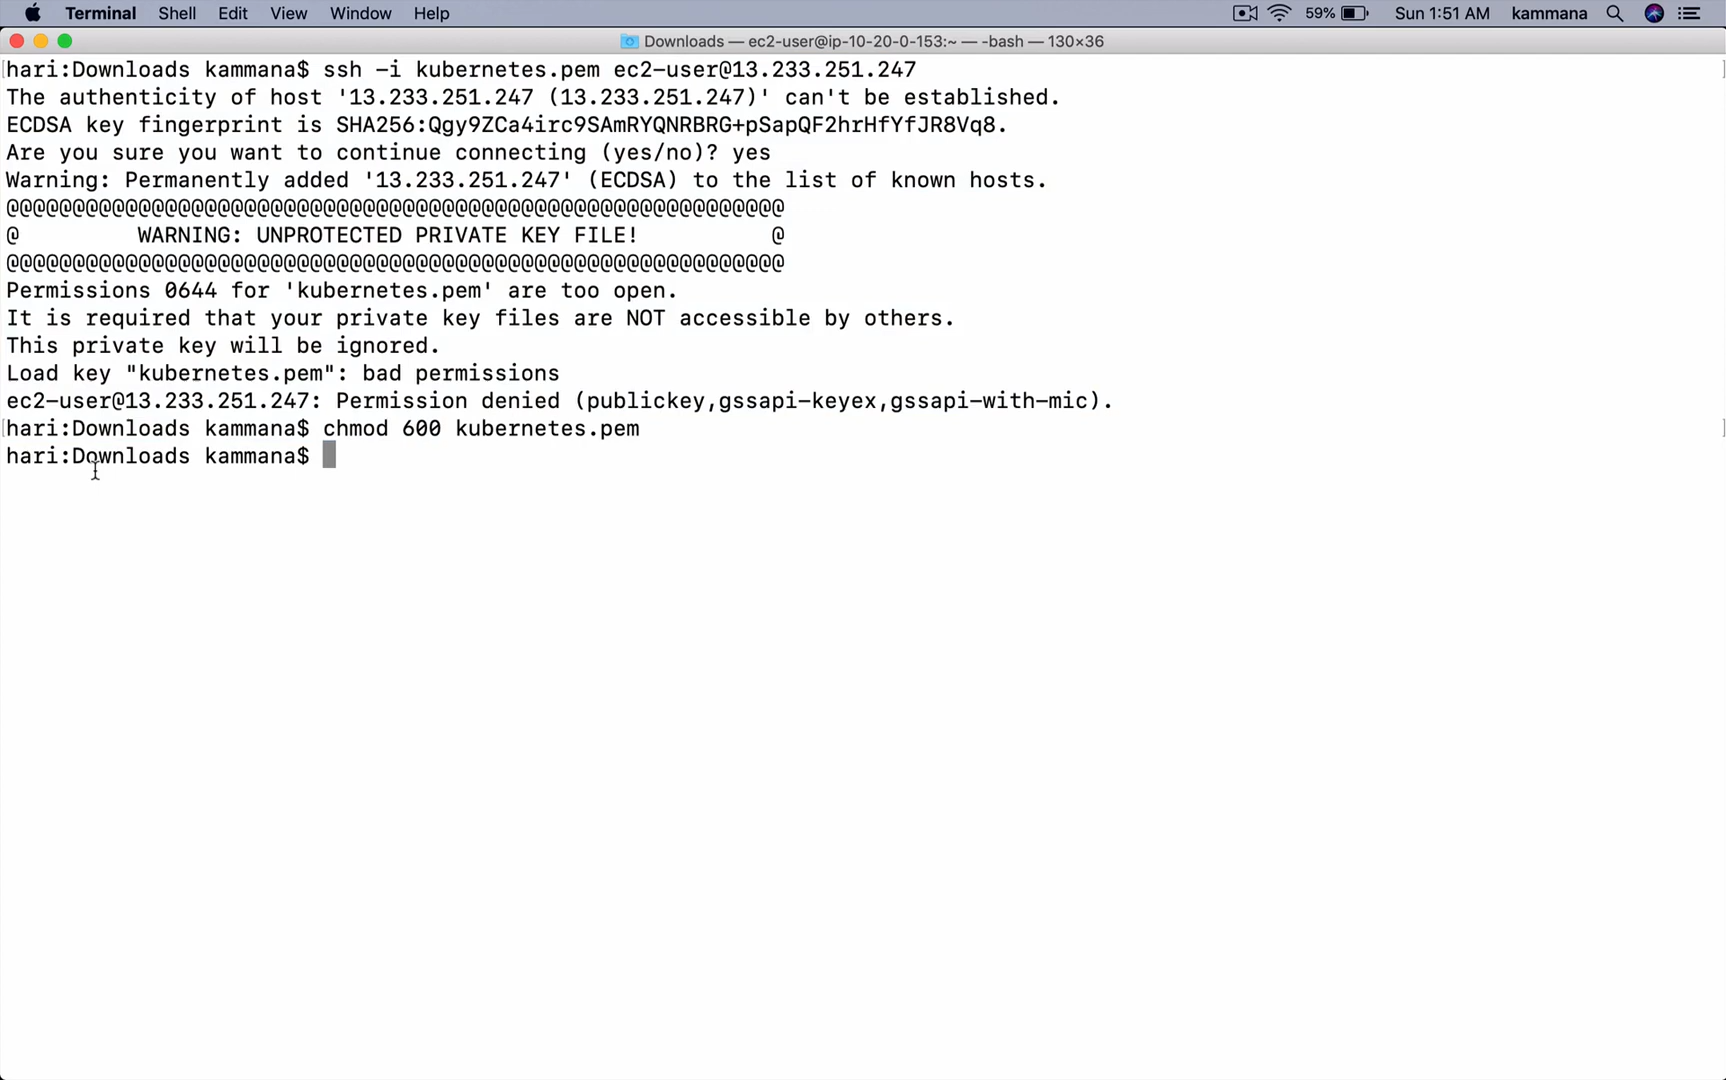 Terminal Shell Edit View Window Help 59% Sun 1:51 AM kammana
Downloads — ec2-user@ip-10-20-0-153:~ — -bash — 130×36
hari:Downloads kammana$ ssh -i kubernetes.pem ec2-user@13.233.251.247
The authenticity of host '13.233.251.247 (13.233.251.247)' can't be established.
ECDSA key fingerprint is SHA256:Qgy9ZCa4irc9SAmRYQNRBRG+pSapQF2hrHfYfJR8Vq8.
Are you sure you want to continue connecting (yes/no)? yes
Warning: Permanently added '13.233.251.247' (ECDSA) to the list of known hosts.
@@@@@@@@@@@@@@@@@@@@@@@@@@@@@@@@@@@@@@@@@@@@@@@@@@@@@@@@@@@
@         WARNING: UNPROTECTED PRIVATE KEY FILE!          @
@@@@@@@@@@@@@@@@@@@@@@@@@@@@@@@@@@@@@@@@@@@@@@@@@@@@@@@@@@@
Permissions 0644 for 'kubernetes.pem' are too open.
It is required that your private key files are NOT accessible by others.
This private key will be ignored.
Load key "kubernetes.pem": bad permissions
ec2-user@13.233.251.247: Permission denied (publickey,gssapi-keyex,gssapi-with-mic).
hari:Downloads kammana$ chmod 600 kubernetes.pem
hari:Downloads kammana$